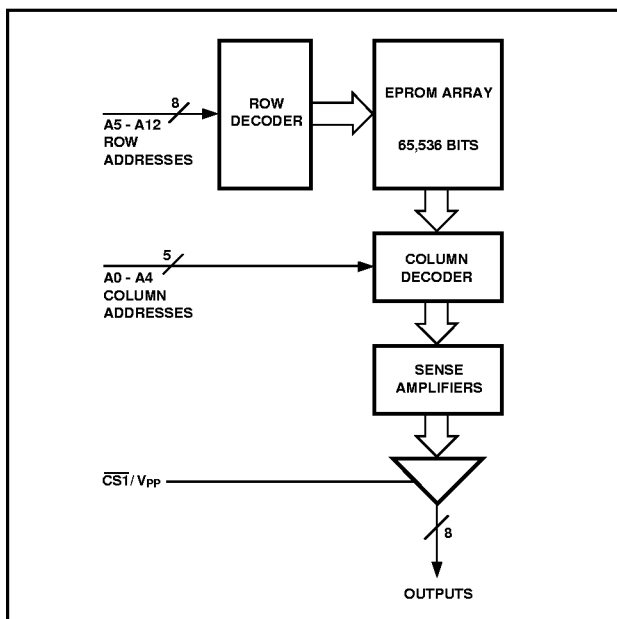 8
A5 - A12
ROW
ADDRESSES
ROW
DECODER
EPROM ARRAY
65,536 BITS
5
A0 - A4
COLUMN
ADDRESSES
COLUMN
DECODER
SENSE
AMPLIFIERS
C̅S̅1̅/VPP
8
OUTPUTS